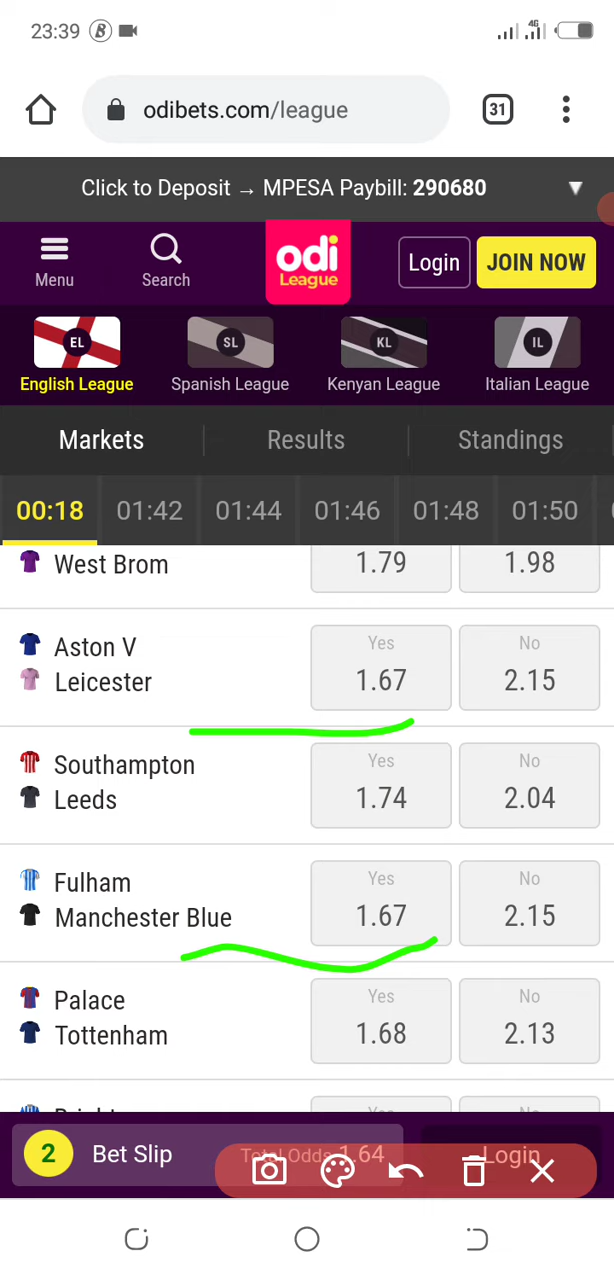 23:39 B 4G
odibets.com/league 31
Click to Deposit → MPESA Paybill: 290680 ▼
Menu
Search
odi
League
Login
JOIN NOW
EL SL KL IL
English League Spanish League Kenyan League Italian League
Markets Results Standings
00:18 01:42 01:44 01:46 01:48 01:50
West Brom 1.79 1.98
Aston V Yes No
Leicester 1.67 2.15
Southampton Yes No
Leeds 1.74 2.04
Fulham Yes No
Manchester Blue 1.67 2.15
Palace Yes No
Tottenham 1.68 2.13
Yes No
2 Bet Slip Total Odds 1.64 Login